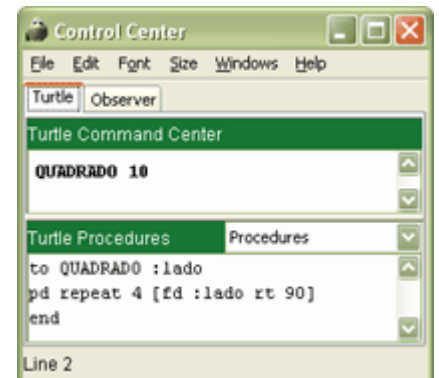 Control Center
File Edit Font Size Windows Help
Turtle Observer
Turtle Command Center
QUADRADO 10
Turtle Procedures Procedures
to QUADRADO :lado
pd repeat 4 [fd :lado rt 90]
end
Line 2